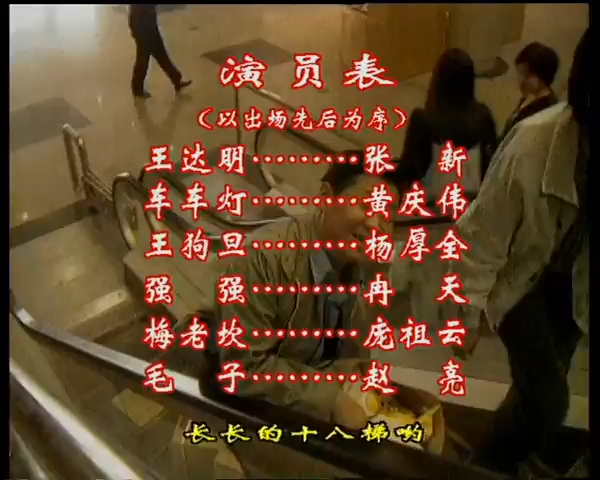 演员表
（以出场先后为序）
王达明………张 新
车车灯………黄庆伟
王狗旦………杨厚全
强 强………冉 天
梅老坎………庞祖云
毛 子………赵 亮
长长的十八梯哟